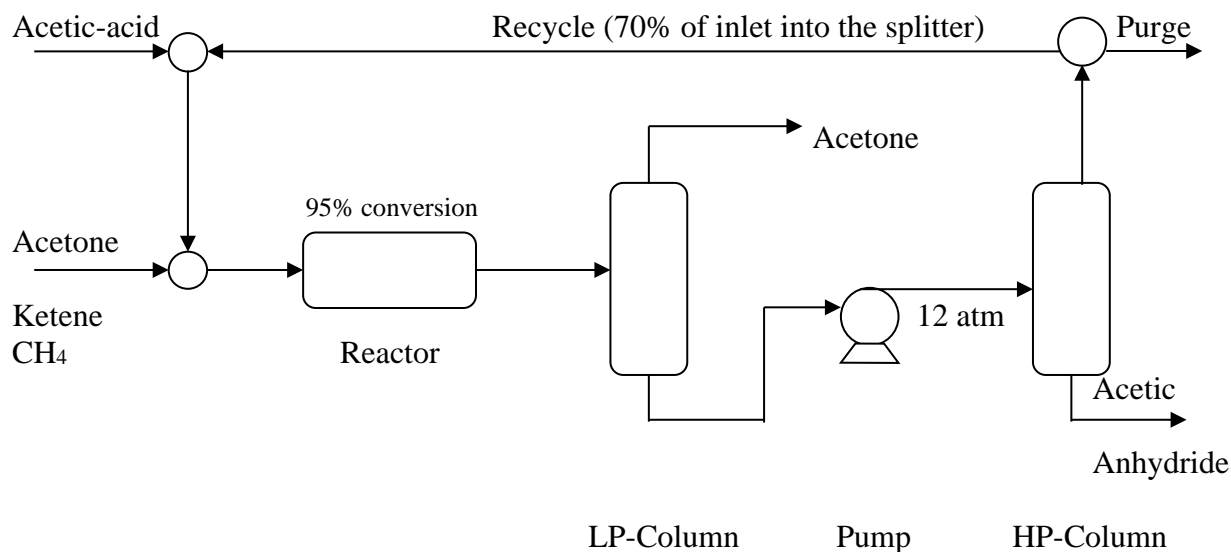 Acetic-acid
Recycle (70% of inlet into the splitter)
Purge
Acetone
95% conversion
Acetone
Ketene
CH4
Reactor
12 atm
Acetic
Anhydride
LP-Column
Pump
HP-Column